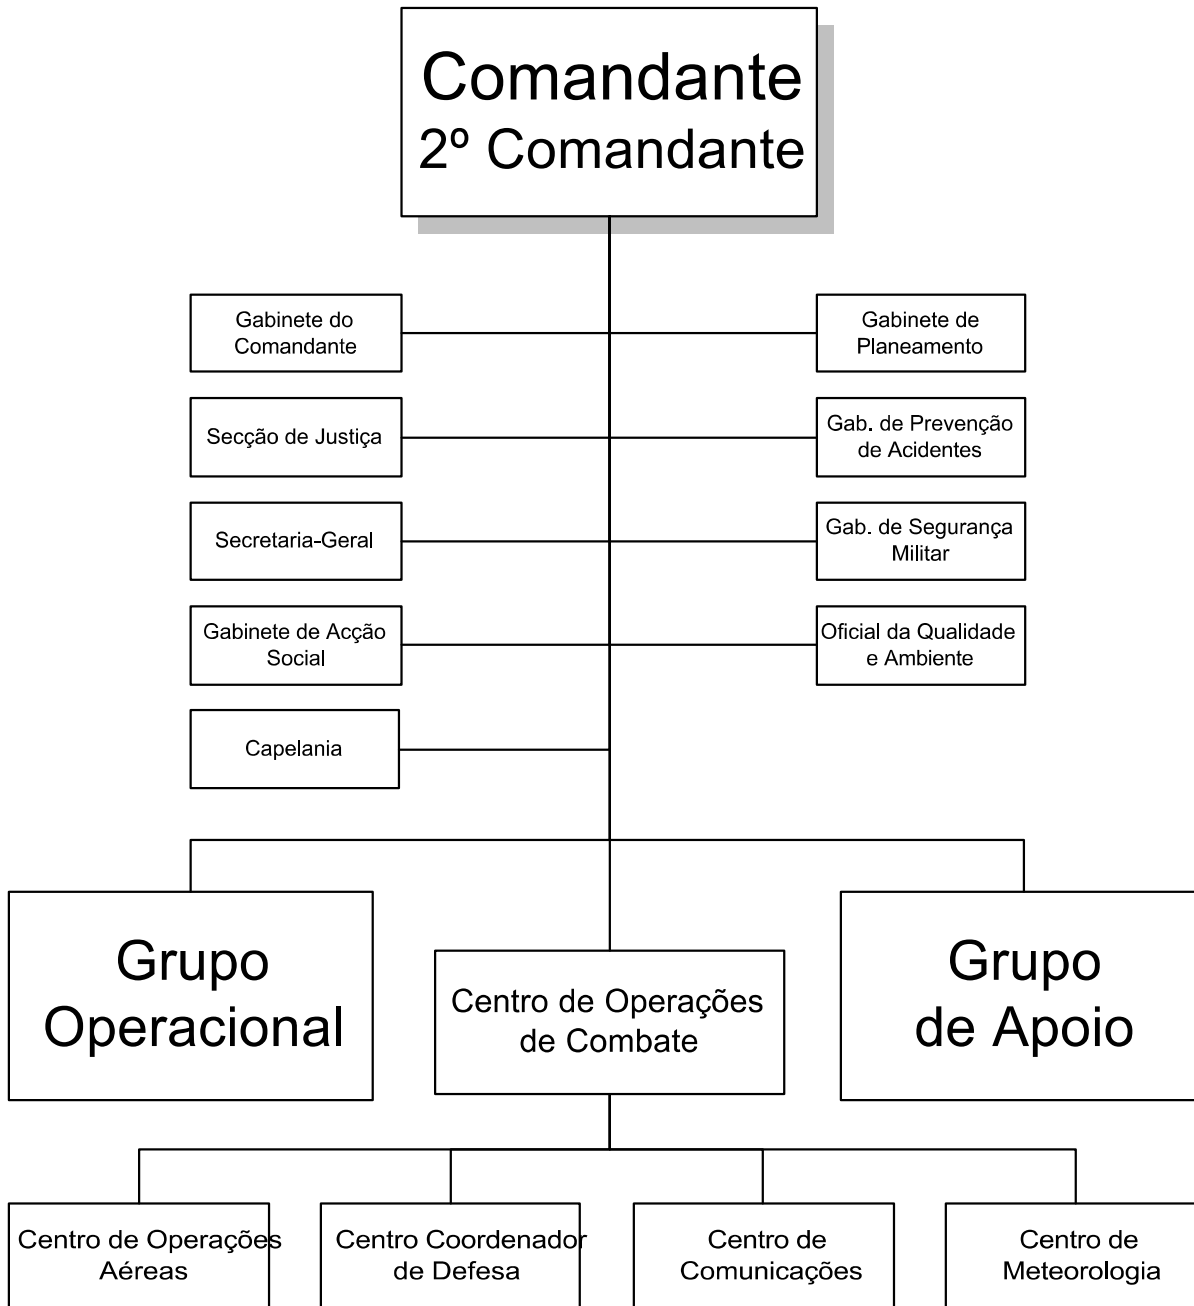 Comandante
2º Comandante
Gabinete do
Comandante
Gabinete de
Planeamento
Secção de Justiça
Gab. de Prevenção
de Acidentes
Secretaria-Geral
Gab. de Segurança
Militar
Gabinete de Acção
Social
Oficial da Qualidade
e Ambiente
Capelania
Grupo
Operacional
Centro de Operações
de Combate
Grupo
de Apoio
Centro de Operações
Aéreas
Centro Coordenador
de Defesa
Centro de
Comunicações
Centro de
Meteorologia